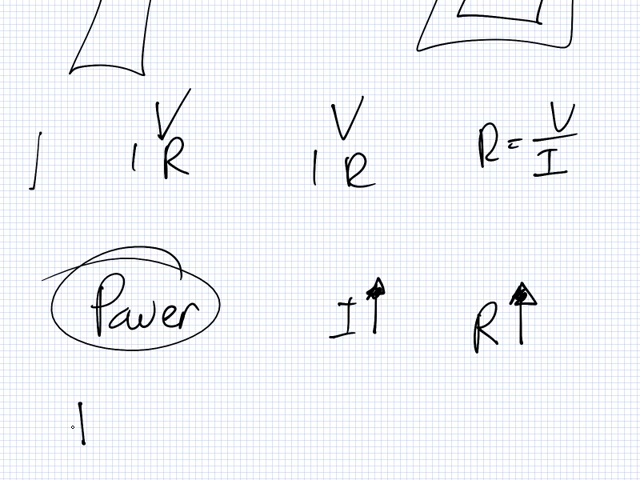 V V R = V/I
I R I R
Power I↑ R↑
I